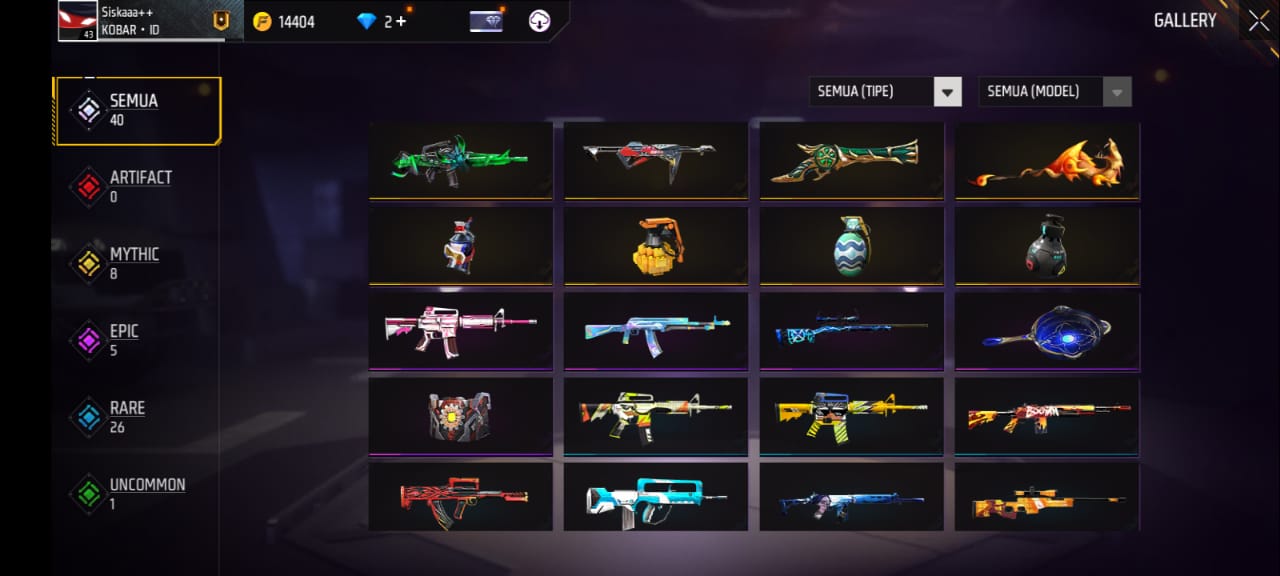 Siskaaa++
KOBAR • ID
43
14404
2 +
GALLERY
SEMUA
40
ARTIFACT
0
MYTHIC
8
EPIC
5
RARE
26
UNCOMMON
1
SEMUA (TIPE)
SEMUA (MODEL)
BOOYAH